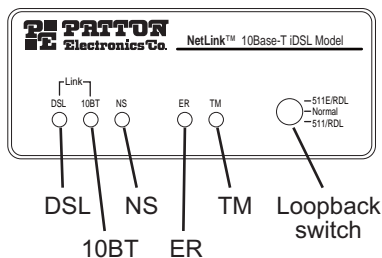 PE PATTON
Electronics Co.
NetLink™ 10Base-T iDSL Model
Link
DSL 10BT NS ER TM
511E/RDL
Normal
511/RDL
DSL NS TM Loopback
switch
10BT ER